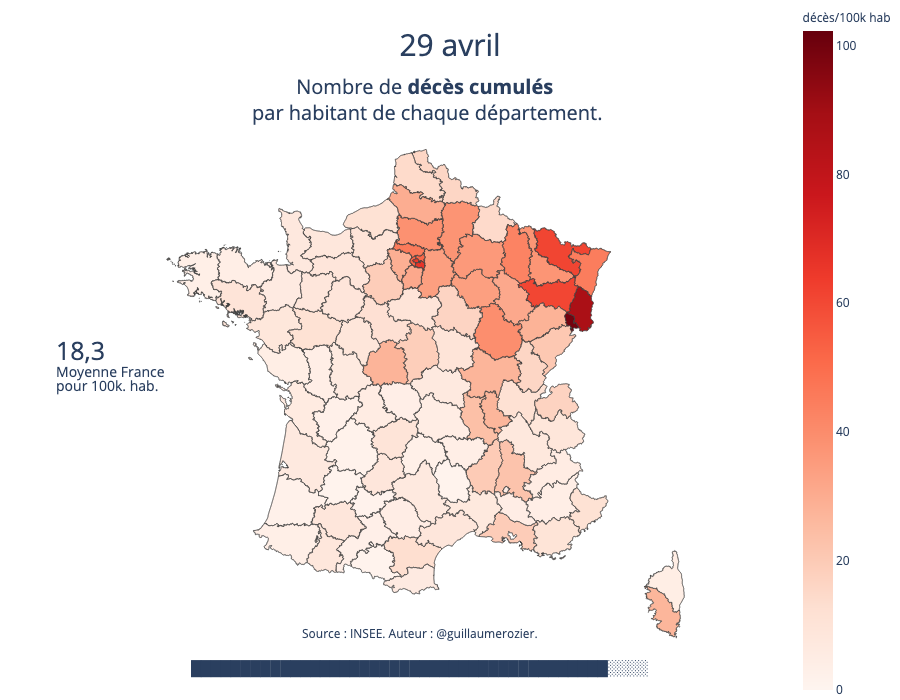 décès/100k hab
29 avril
Nombre de décès cumulés
par habitant de chaque département.
100
80
60
40
20
0
18,3
Moyenne France
pour 100k. hab.
Source : INSEE. Auteur : @guillaumerozier.